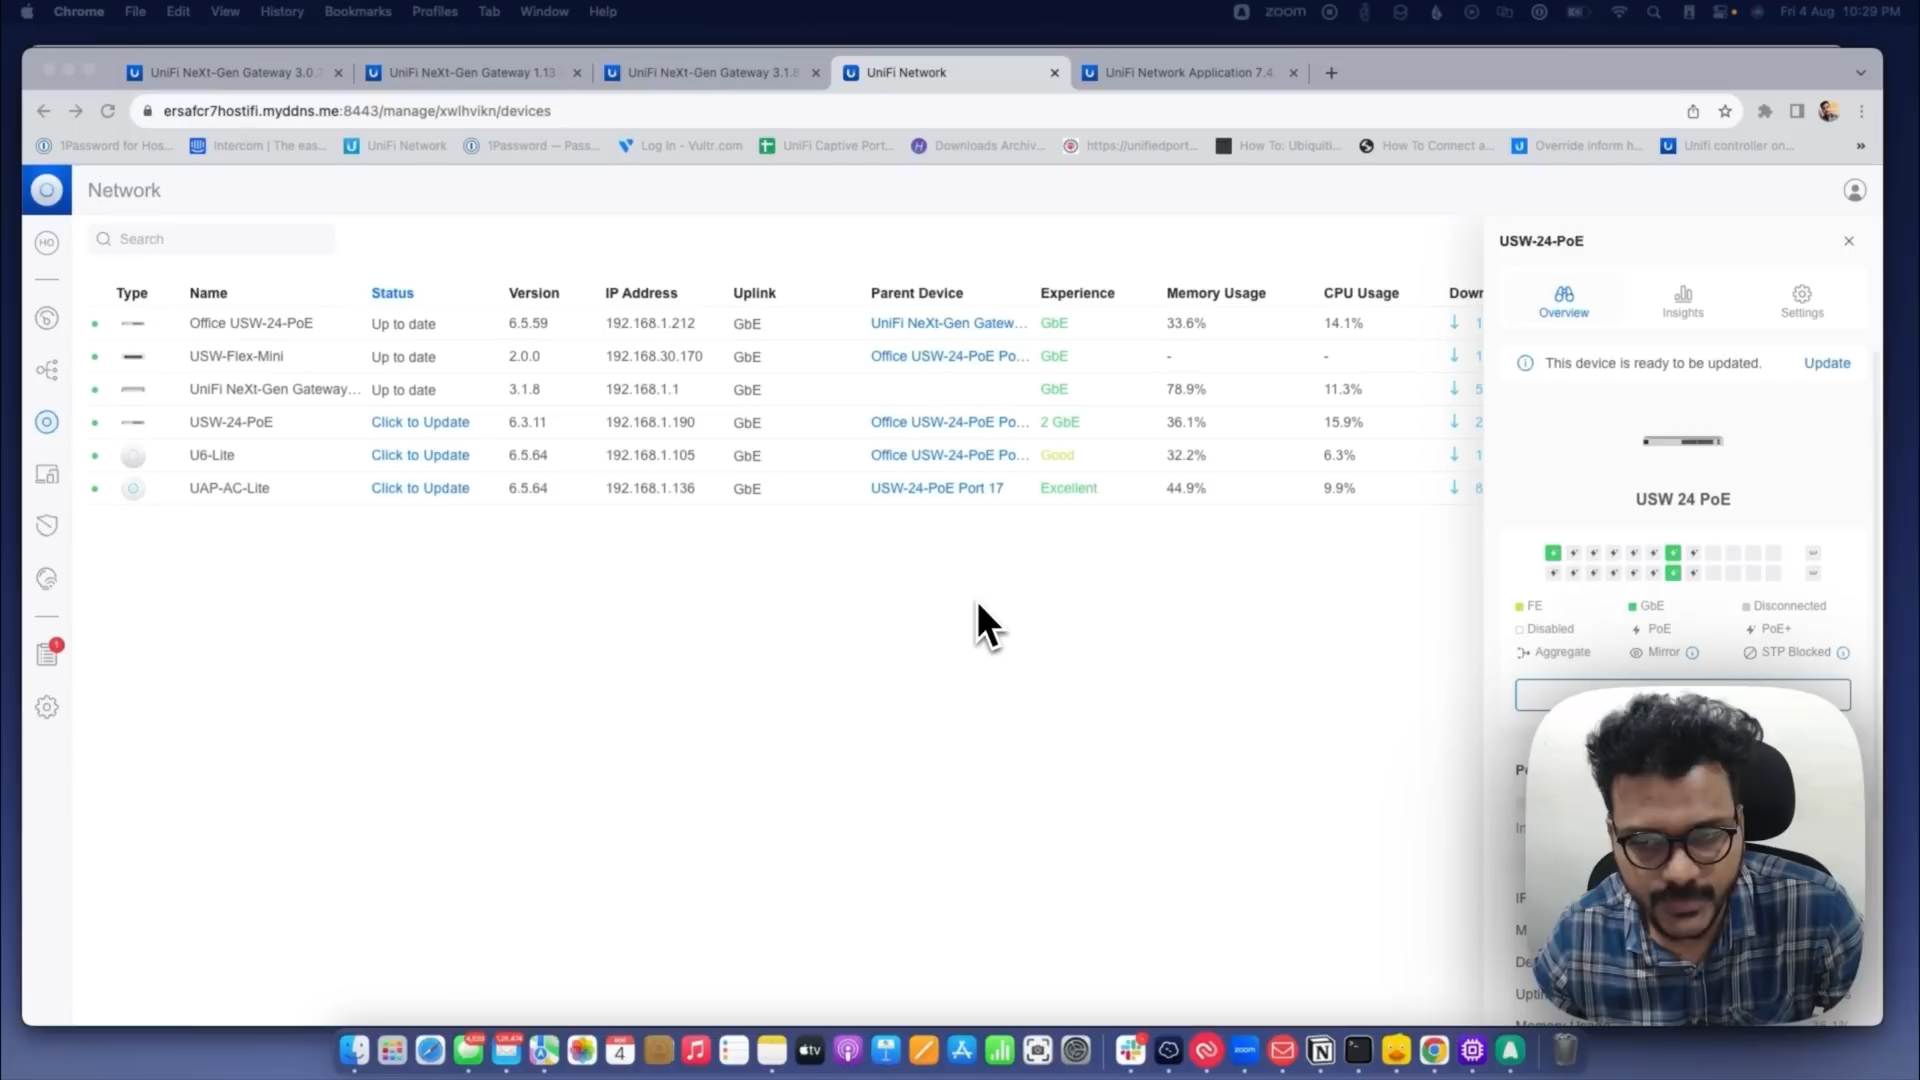 Chrome File Edit View History Bookmarks Profiles Tab Window Help zoom Fri 4 Aug 10:29 PM
UniFi NeXt-Gen Gateway 3.0. UniFi NeXt-Gen Gateway 1.13 UniFi NeXt-Gen Gateway 3.1.8 UniFi Network UniFi Network Application 7.4
ersafcr7hostifi.myddns.me:8443/manage/xwlhvikn/devices
1Password for Hos... Intercom | The eas... UniFi Network 1Password — Pass... Log In - Vultr.com UniFi Captive Port... Downloads Archiv... https://unifiedport... How To: Ubiquiti... How To Connect a... Override inform h... Unifi controller on... »
Network
HO
Search
USW-24-PoE
Type Name Status Version IP Address Uplink Parent Device Experience Memory Usage CPU Usage Down
Overview Insights Settings
Office USW-24-PoE Up to date 6.5.59 192.168.1.212 GbE UniFi NeXt-Gen Gatew... GbE 33.6% 14.1% 1
USW-Flex-Mini Up to date 2.0.0 192.168.30.170 GbE Office USW-24-PoE Po... GbE - - 1
This device is ready to be updated. Update
UniFi NeXt-Gen Gateway... Up to date 3.1.8 192.168.1.1 GbE GbE 78.9% 11.3% 5
USW-24-PoE Click to Update 6.3.11 192.168.1.190 GbE Office USW-24-PoE Po... 2 GbE 36.1% 15.9% 2
U6-Lite Click to Update 6.5.64 192.168.1.105 GbE Office USW-24-PoE Po... Good 32.2% 6.3% 1
UAP-AC-Lite Click to Update 6.5.64 192.168.1.136 GbE USW-24-PoE Port 17 Excellent 44.9% 9.9% 8
USW 24 PoE
FE GbE Disconnected
Disabled PoE PoE+
Aggregate Mirror STP Blocked
1
4
tv
zoom
N